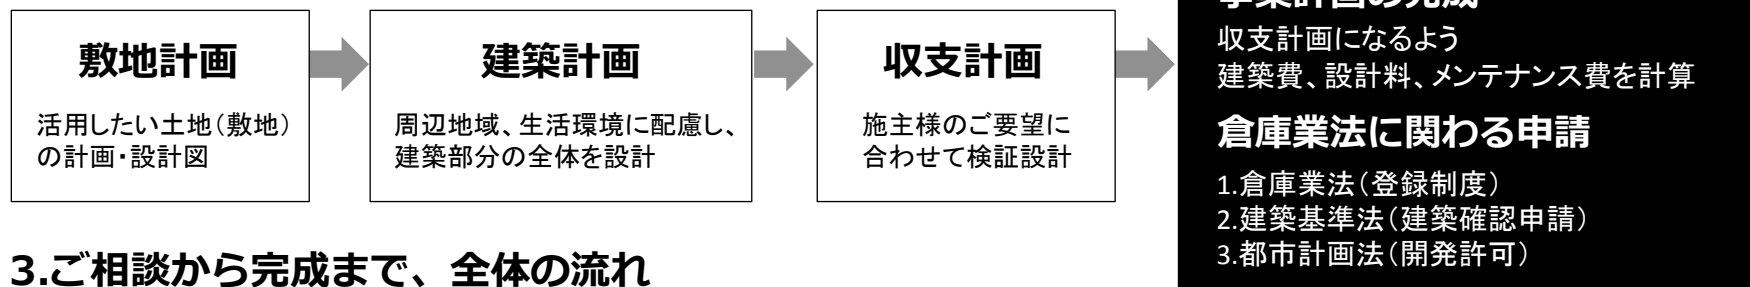 敷地計画
活用したい土地（敷地）
の計画・設計図
建築計画
周辺地域、生活環境に配慮し、
建築部分の全体を設計
収支計画
施主様のご要望に
合わせて検証設計
事業計画の完成
収支計画になるよう
建築費、設計料、メンテナンス費を計算
倉庫業法に関わる申請
1.倉庫業法（登録制度）
2.建築基準法（建築確認申請）
3.都市計画法（開発許可）
3.ご相談から完成まで、全体の流れ